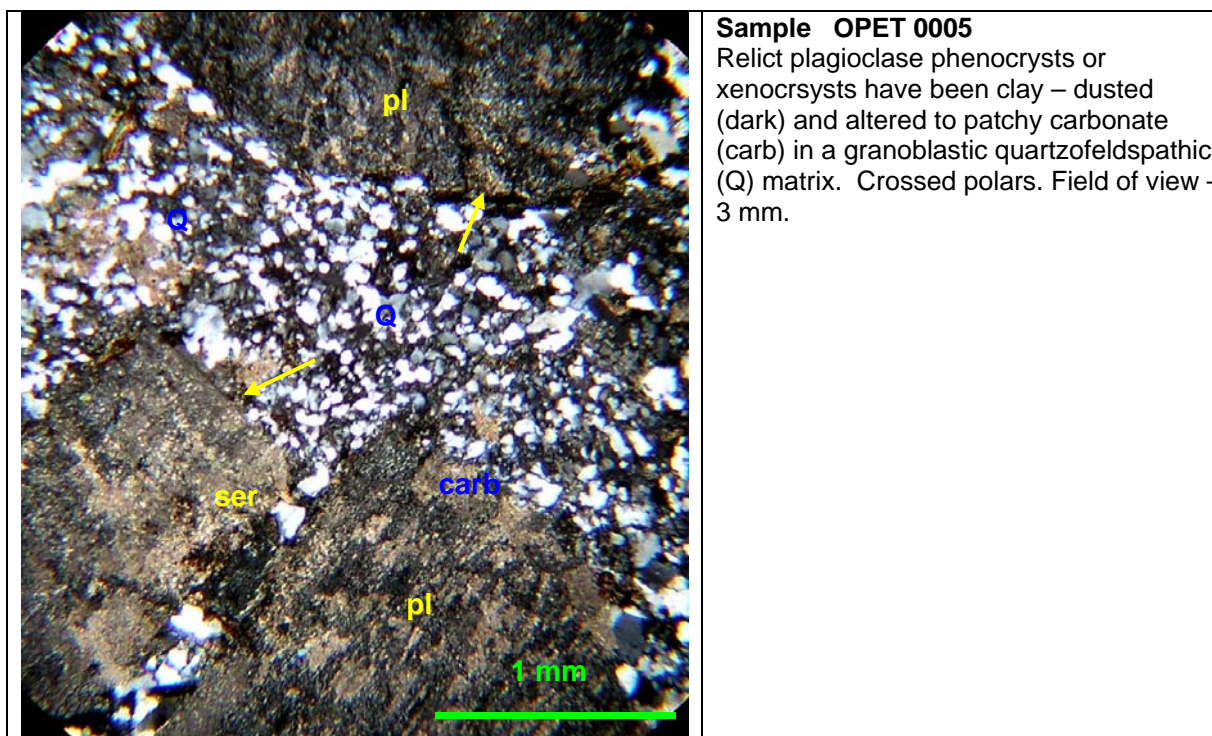 Sample OPET 0005
Relict plagioclase phenocrysts or
xenocrsysts have been clay – dusted
(dark) and altered to patchy carbonate
(carb) in a granoblastic quartzofeldspathic
(Q) matrix. Crossed polars. Field of view -
3 mm.
pl
Q
Q
carb
ser
pl
1 mm